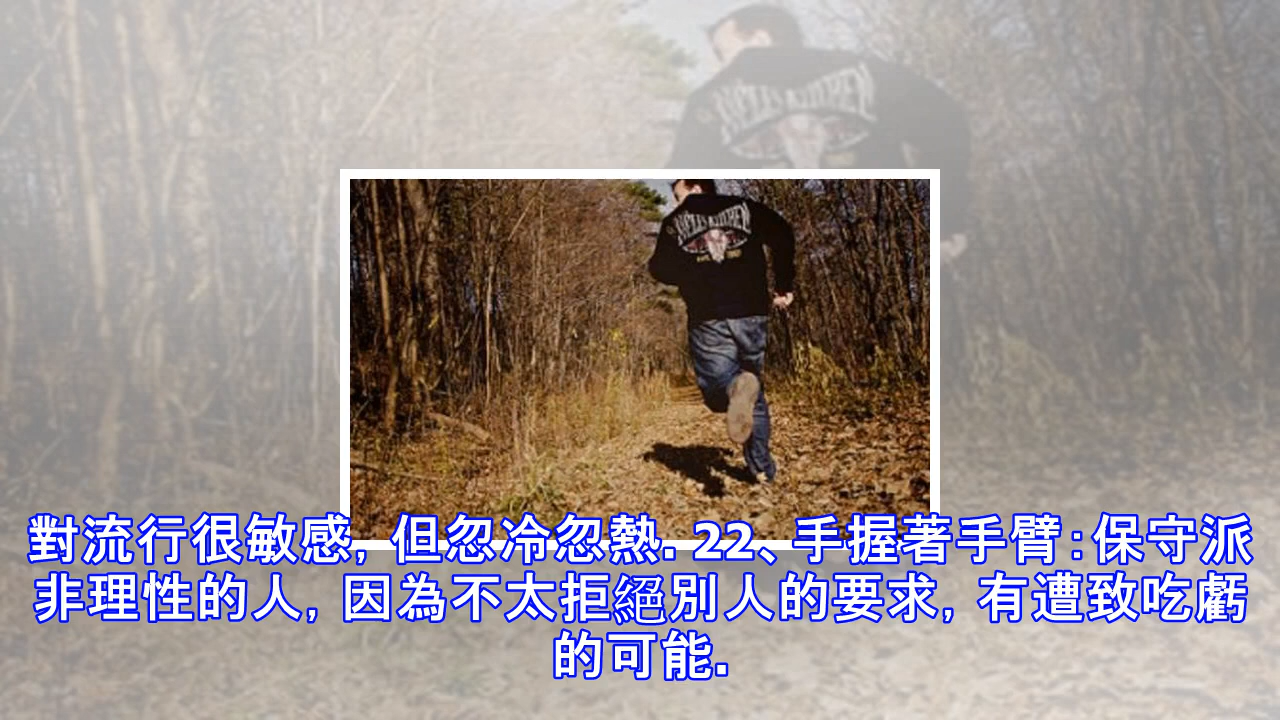 對流行很敏感, 但忽冷忽熱. 22、手握著手臂:保守派
非理性的人, 因為不太拒絕別人的要求, 有遭致吃虧
的可能.